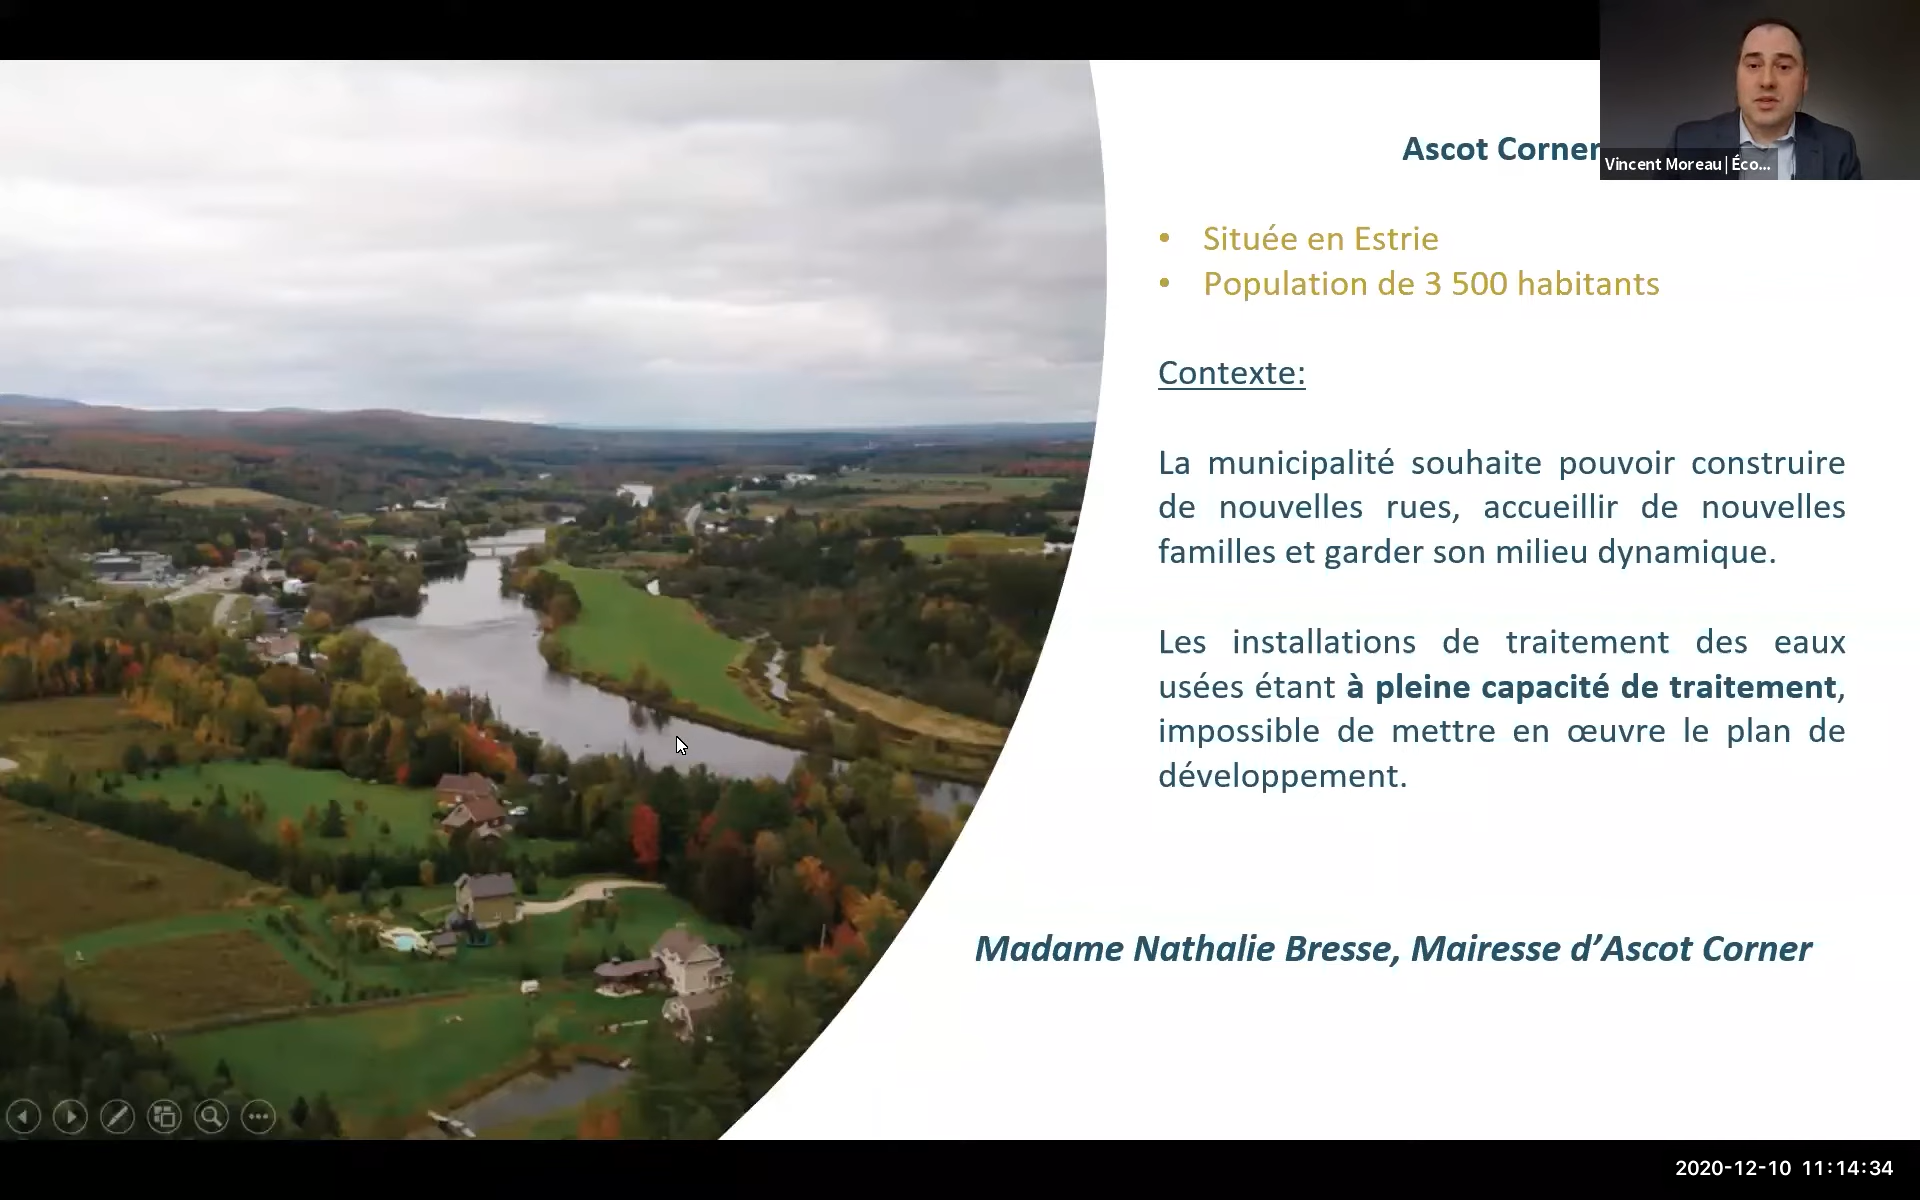 Ascot Corner
Vincent Moreau | Éco...
• Située en Estrie
• Population de 3 500 habitants
Contexte:
La municipalité souhaite pouvoir construire
de nouvelles rues, accueillir de nouvelles
familles et garder son milieu dynamique.
Les installations de traitement des eaux
usées étant à pleine capacité de traitement,
impossible de mettre en œuvre le plan de
développement.
Madame Nathalie Bresse, Mairesse d’Ascot Corner
2020-12-10 11:14:34